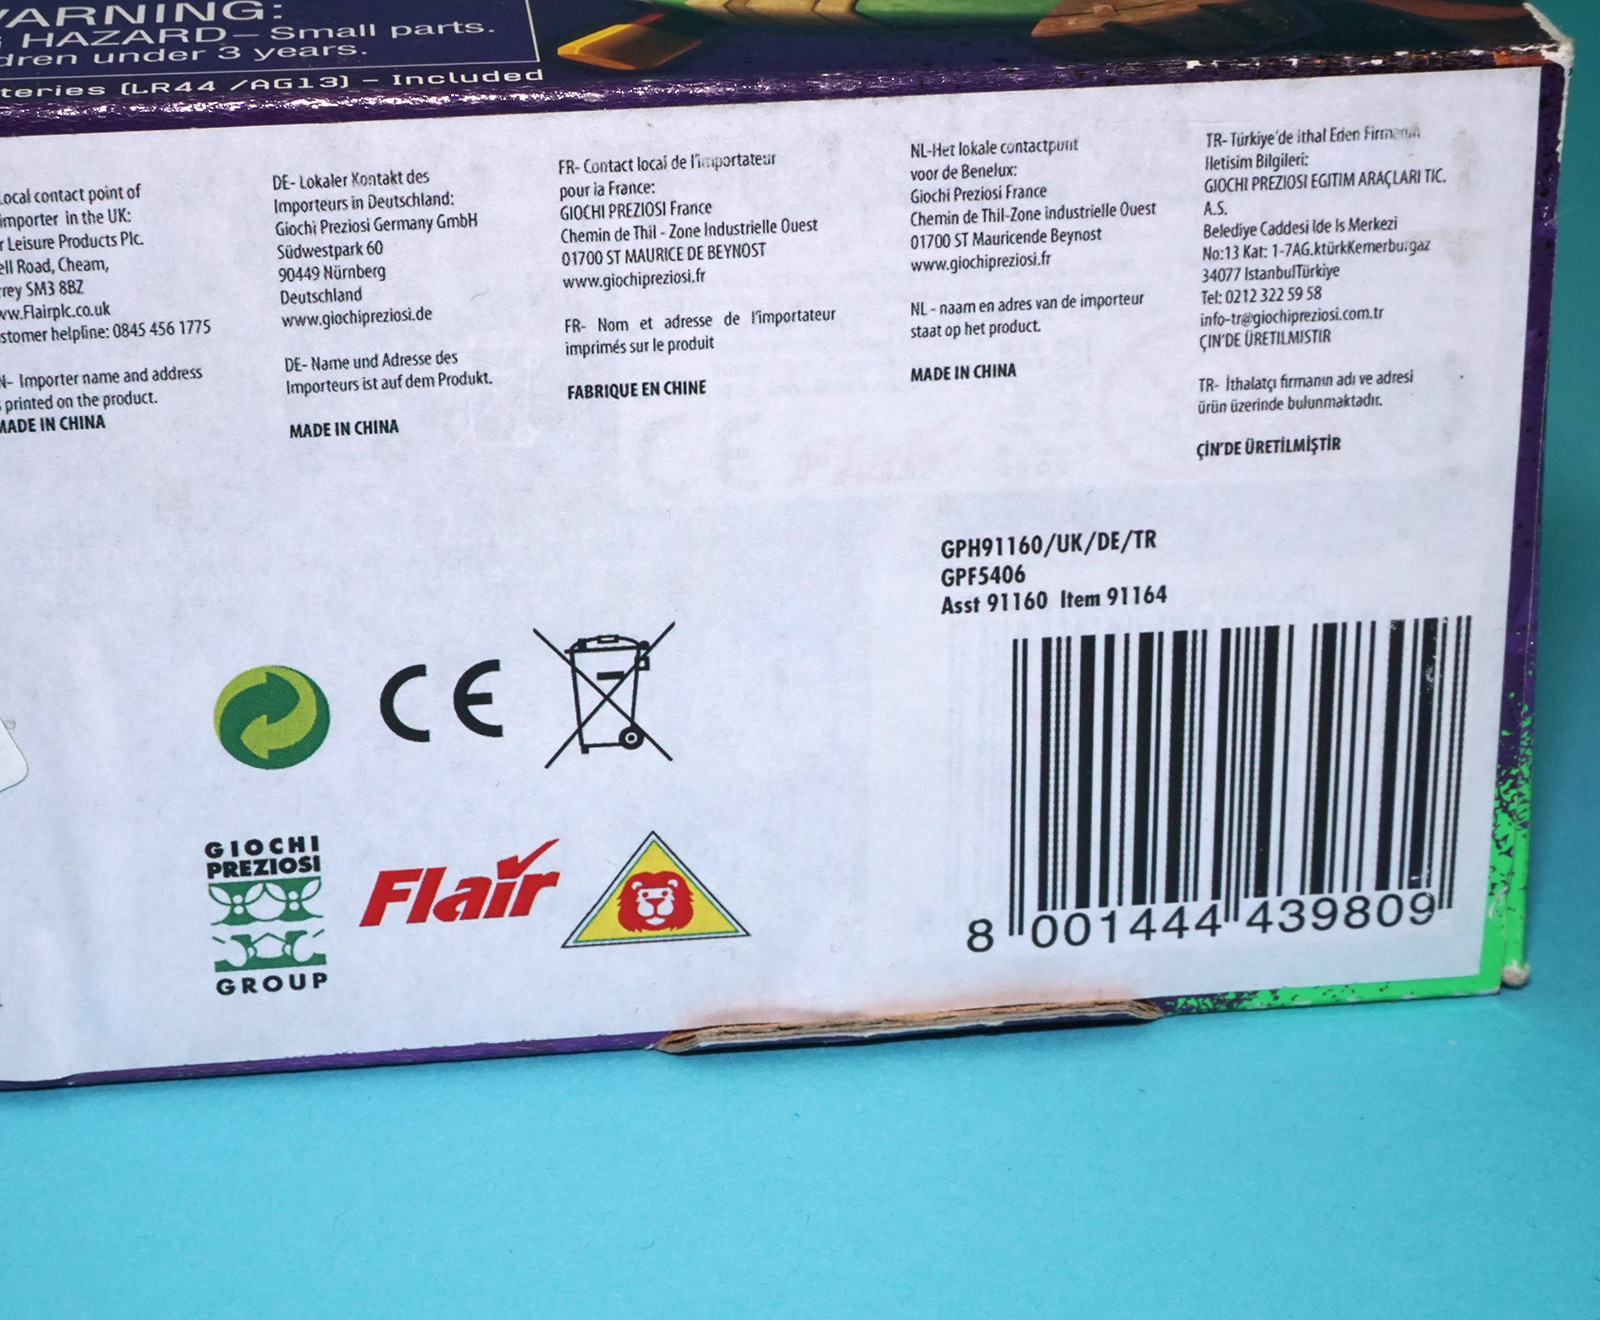 WARNING:
HAZARD— Small parts.
dren under 3 years.
teries (LR44 /AG13) – Included
Local contact point of
importer in the UK:
r Leisure Products Plc.
ell Road, Cheam,
rrey SM3 8BZ
ww.Flairplc.co.uk
stomer helpline: 0845 456 1775
N- Importer name and address
s printed on the product.
MADE IN CHINA
DE- Lokaler Kontakt des
Importeurs in Deutschland:
Giochi Preziosi Germany GmbH
Südwestpark 60
90449 Nürnberg
Deutschland
www.giochipreziosi.de
DE- Name und Adresse des
Importeurs ist auf dem Produkt.
MADE IN CHINA
FR- Contact local de l'importateur
pour la France:
GIOCHI PREZIOSI France
Chemin de Thil - Zone Industrielle Ouest
01700 ST MAURICE DE BEYNOST
www.giochipreziosi.fr
FR- Nom et adresse de l'importateur
imprimés sur le produit
FABRIQUE EN CHINE
NL-Het lokale contactpunt
voor de Benelux:
Giochi Preziosi France
Chemin de Thil-Zone industrielle Ouest
01700 ST Mauricende Beynost
www.giochipreziosi.fr
NL - naam en adres van de importeur
staat op het product.
MADE IN CHINA
TR- Türkiye'de ithal Eden Firmanın
Iletisim Bilgileri:
GIOCHI PREZIOSI EGITIM ARAÇLARI TIC.
A.S.
Belediye Caddesi Ide Is Merkezi
No:13 Kat: 1-7AG.ktürkKemerburgaz
34077 IstanbulTürkiye
Tel: 0212 322 59 58
info-tr@giochipreziosi.com.tr
ÇIN'DE ÜRETILMISTIR
TR- İthalatçı firmanın adı ve adresi
ürün üzerinde bulunmaktadır.
ÇİN'DE ÜRETİLMİŞTİR
GPH91160/UK/DE/TR
GPF5406
Asst 91160 Item 91164
CE
GIOCHI
PREZIOSI
GROUP
Flair
8 001444 439809